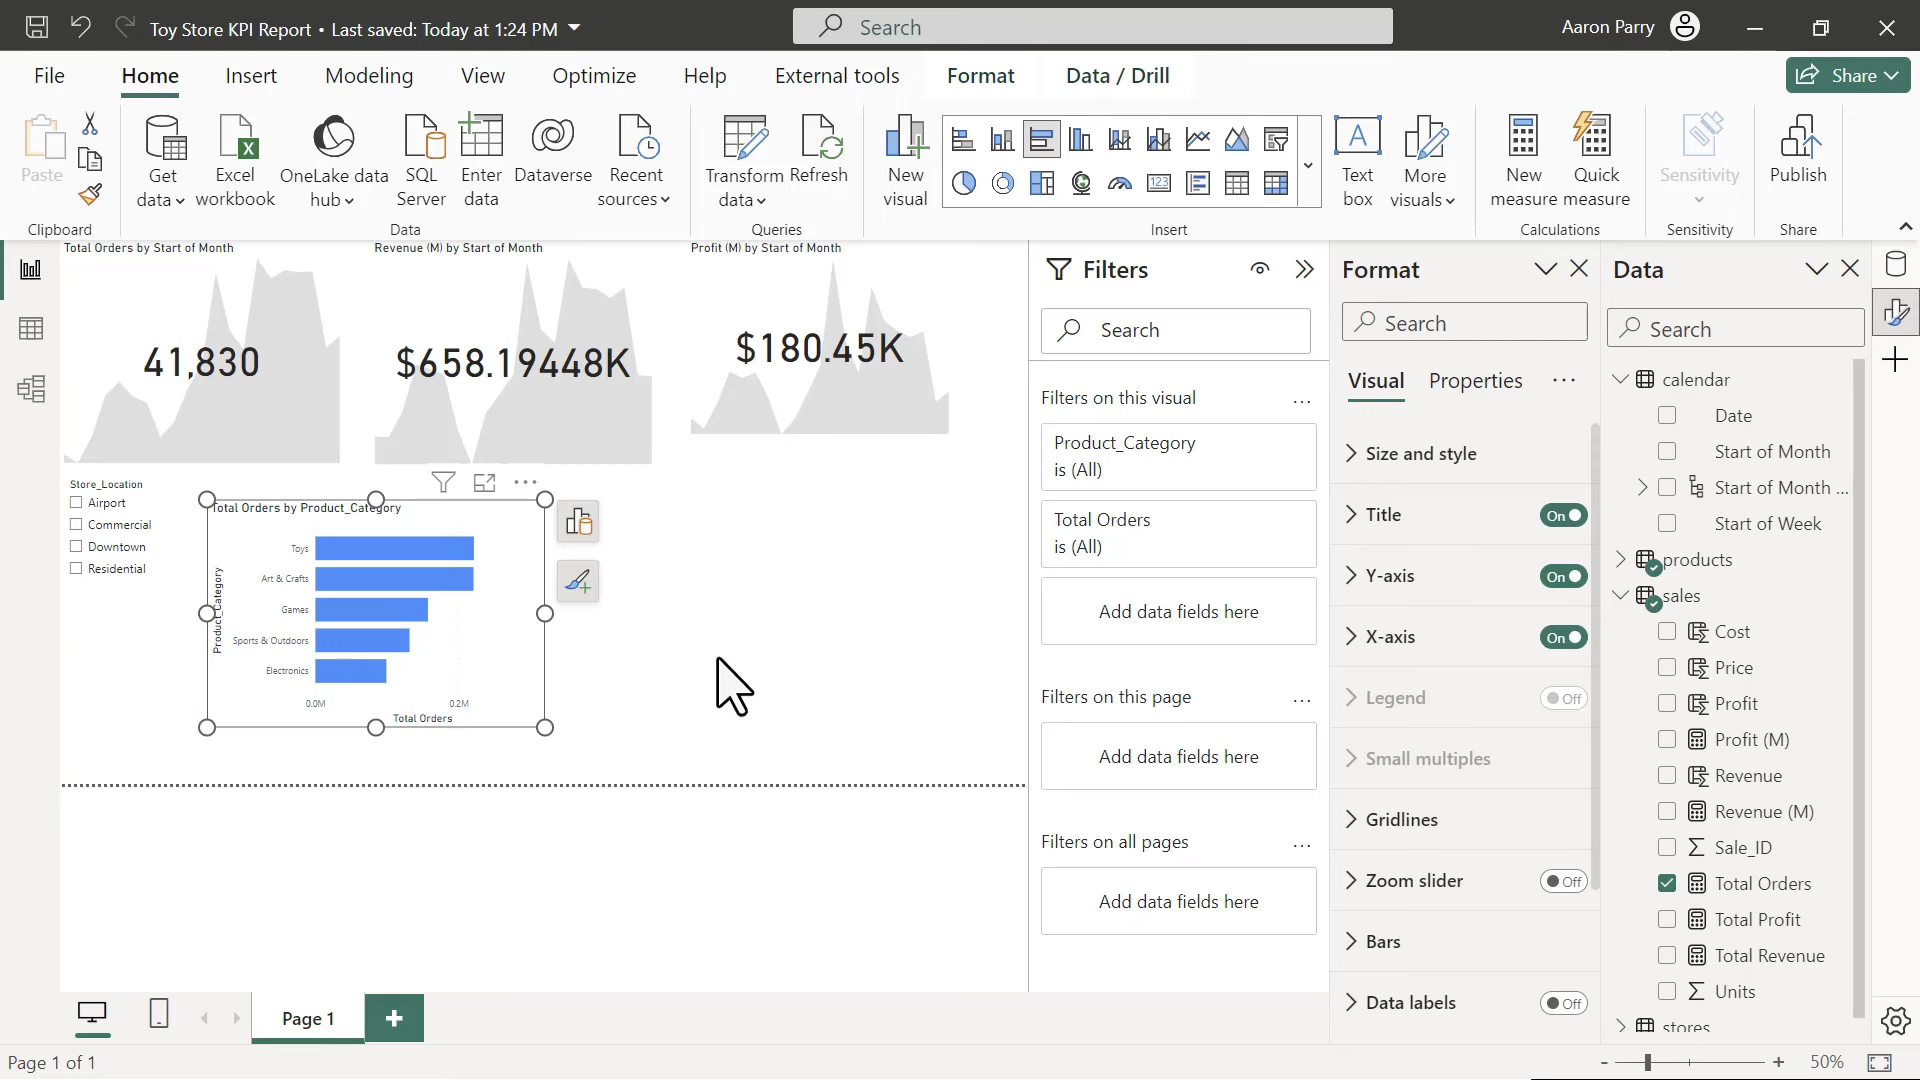 Toy Store KPI Report • Last saved: Today at 1:24 PM
Search
Aaron Parry
File
Home
Insert
Modeling
View
Optimize
Help
External tools
Format
Data / Drill
Share
Paste
Get data
Excel workbook
OneLake data hub
SQL Server
Enter data
Dataverse
Recent sources
Transform data
Refresh
New visual
123
A
Text box
More visuals
New measure
Quick measure
Sensitivity
Publish
Clipboard
Data
Queries
Insert
Calculations
Sensitivity
Share
Total Orders by Start of Month
41,830
Revenue (M) by Start of Month
$658.19448K
Profit (M) by Start of Month
$180.45K
Store_Location
Airport
Commercial
Downtown
Residential
Total Orders by Product_Category
Product_Category
Toys
Art & Crafts
Games
Sports & Outdoors
Electronics
0.0M
0.2M
Total Orders
Filters
Search
Filters on this visual
...
Product_Category
is (All)
Total Orders
is (All)
Add data fields here
Filters on this page
...
Add data fields here
Filters on all pages
...
Add data fields here
Format
Search
Visual
Properties
...
Size and style
Title
On
Y-axis
On
X-axis
On
Legend
Off
Small multiples
Gridlines
Zoom slider
Off
Bars
Data labels
Off
Data
Search
calendar
Date
Start of Month
Start of Month ...
Start of Week
products
sales
Cost
Price
Profit
Profit (M)
Revenue
Revenue (M)
Sale_ID
Total Orders
Total Profit
Total Revenue
Units
stores
Page 1
Page 1 of 1
-
+
50%